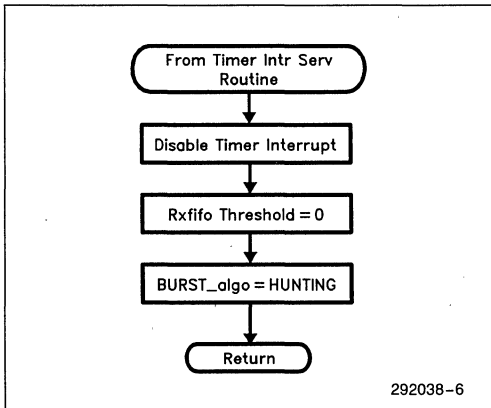 From Timer Intr Serv
Routine
Disable Timer Interrupt
Rxfifo Threshold = 0
BURST_algo = HUNTING
Return
292038-6